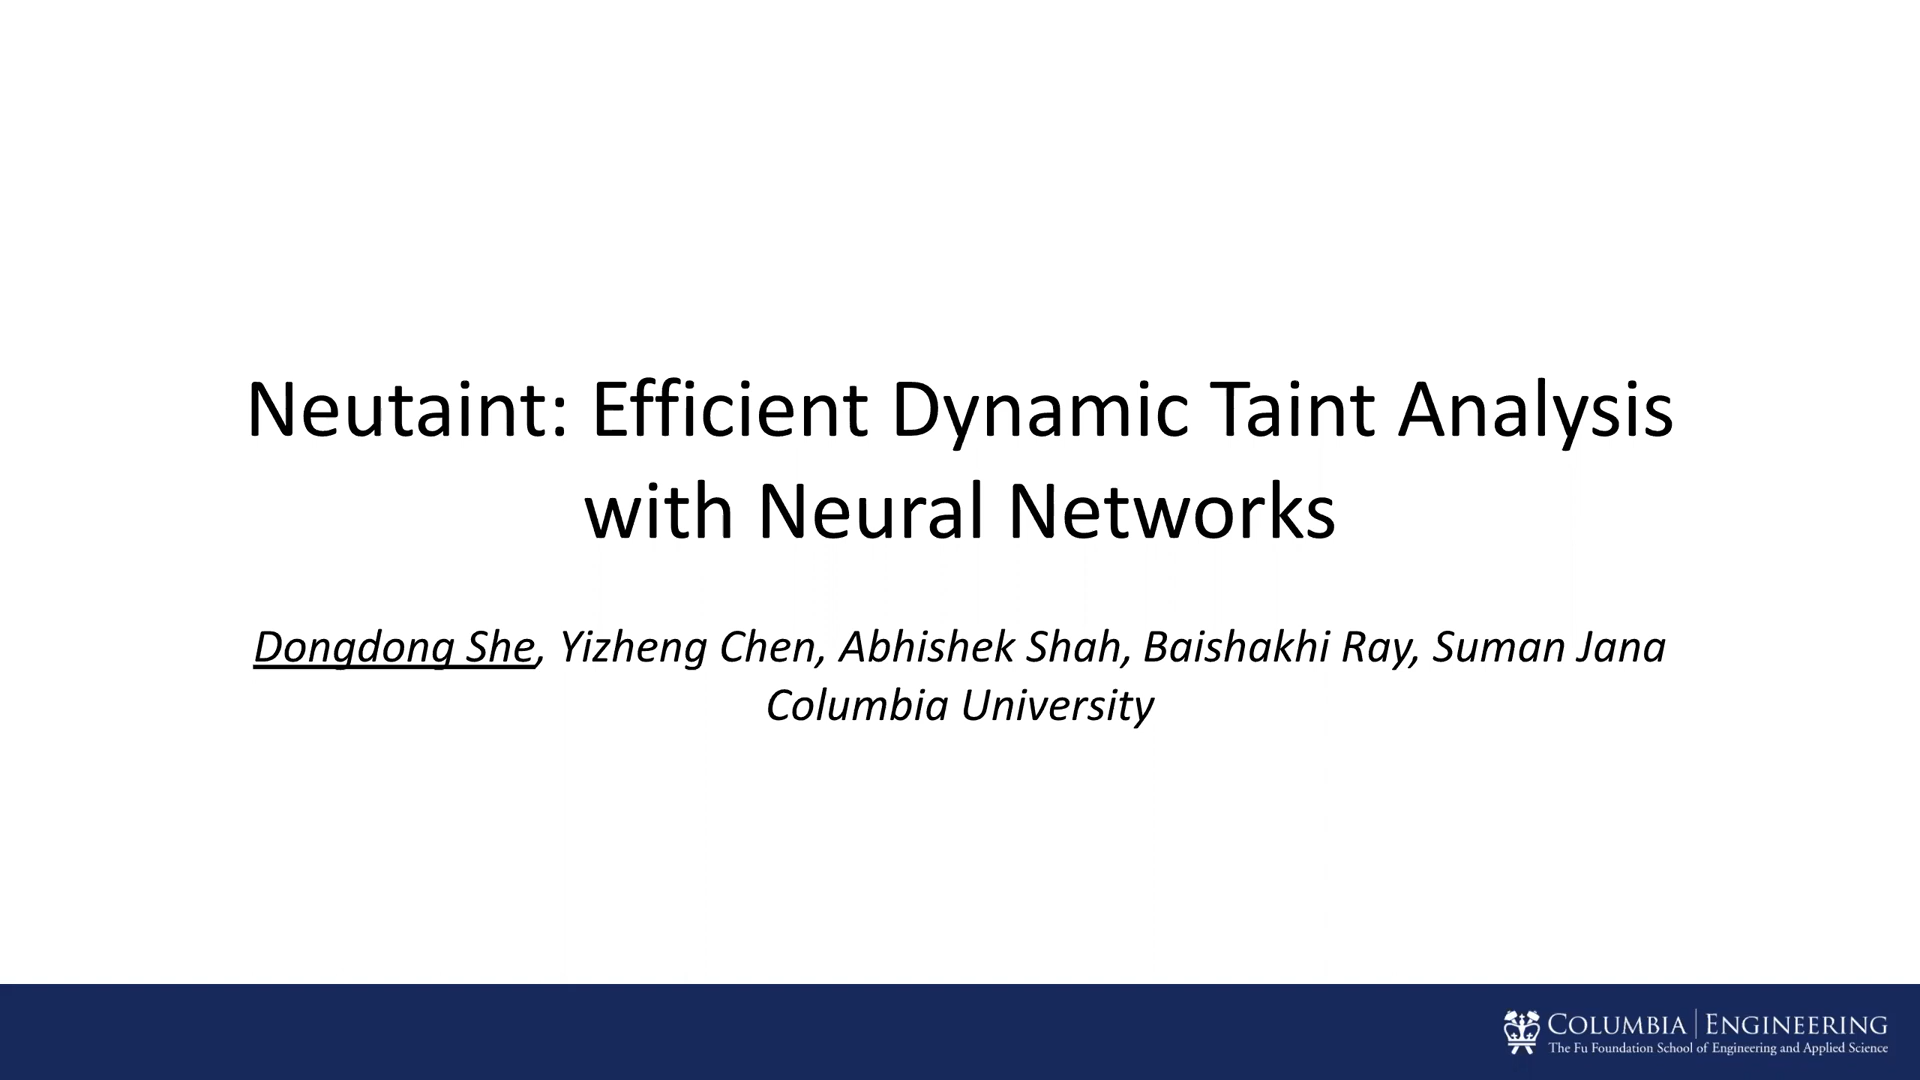 Neutaint: Efficient Dynamic Taint Analysis
with Neural Networks
Dongdong She, Yizheng Chen, Abhishek Shah, Baishakhi Ray, Suman Jana
Columbia University
COLUMBIA | ENGINEERING
The Fu Foundation School of Engineering and Applied Science